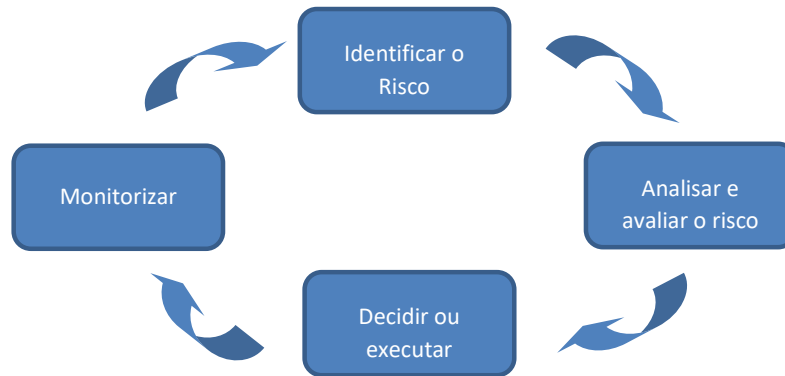 Identificar o
Risco
Analisar e
avaliar o risco
Decidir ou
executar
Monitorizar